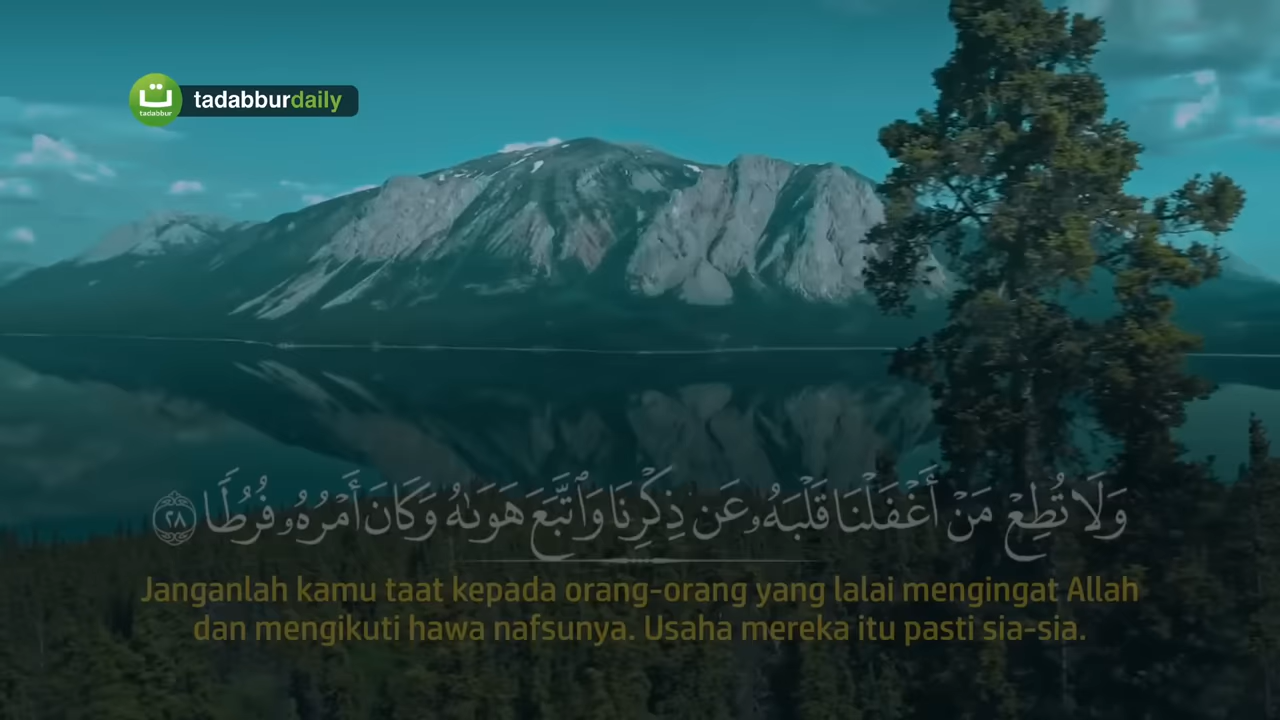 ت
tadabbur
tadabburdaily
وَلَا تُطِعْ مَنْ أَغْفَلْنَا قَلْبَهُۥ عَن ذِكْرِنَا وَٱتَّبَعَ هَوَىٰهُ وَكَانَ أَمْرُهُۥ فُرُطًا ٢٨
Janganlah kamu taat kepada orang-orang yang lalai mengingat Allah
dan mengikuti hawa nafsunya. Usaha mereka itu pasti sia-sia.